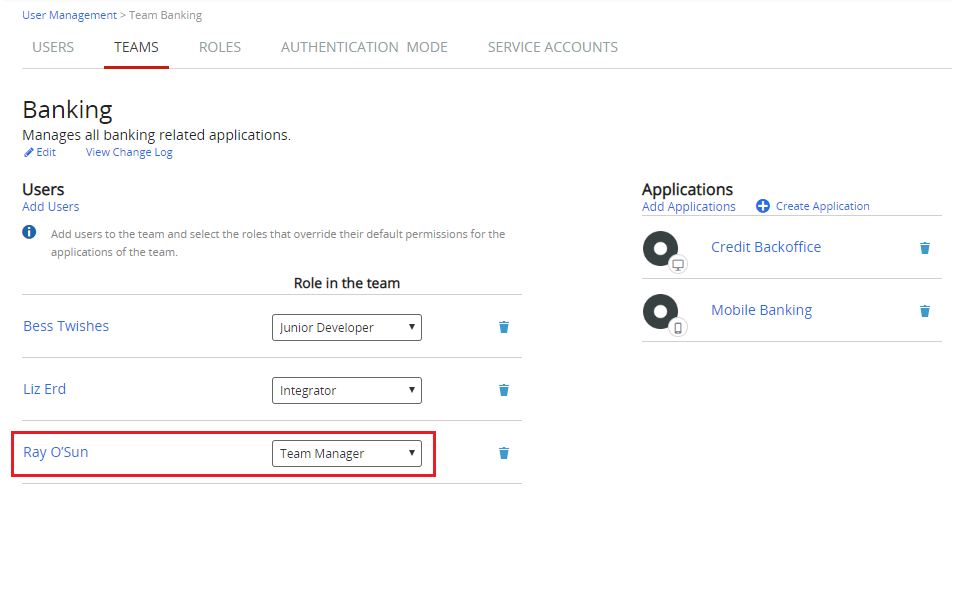 User Management > Team Banking
USERS TEAMS ROLES AUTHENTICATION MODE SERVICE ACCOUNTS
Banking
Manages all banking related applications.
Edit View Change Log
Users
Add Users
Add users to the team and select the roles that override their default permissions for the
applications of the team.
Role in the team
Bess Twishes Junior Developer
Liz Erd Integrator
Ray O’Sun Team Manager
Applications
Add Applications Create Application
Credit Backoffice
Mobile Banking